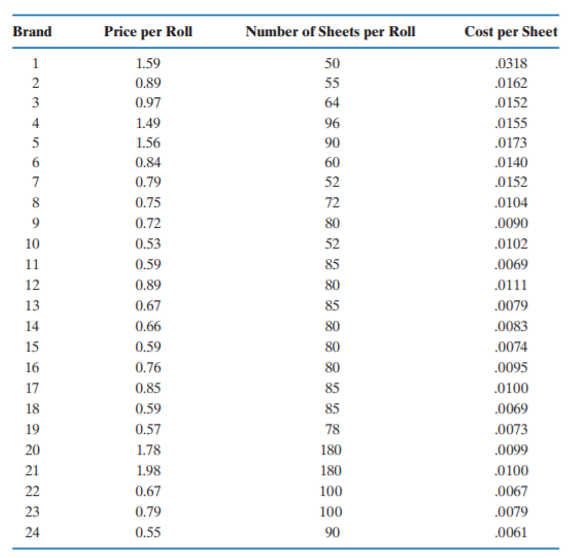 Brand Price per Roll Number of Sheets per Roll Cost per Sheet
1 1.59 50 .0318
2 0.89 55 .0162
3 0.97 64 .0152
4 1.49 96 .0155
5 1.56 90 .0173
6 0.84 60 .0140
7 0.79 52 .0152
8 0.75 72 .0104
9 0.72 80 .0090
10 0.53 52 .0102
11 0.59 85 .0069
12 0.89 80 .0111
13 0.67 85 .0079
14 0.66 80 .0083
15 0.59 80 .0074
16 0.76 80 .0095
17 0.85 85 .0100
18 0.59 85 .0069
19 0.57 78 .0073
20 1.78 180 .0099
21 1.98 180 .0100
22 0.67 100 .0067
23 0.79 100 .0079
24 0.55 90 .0061